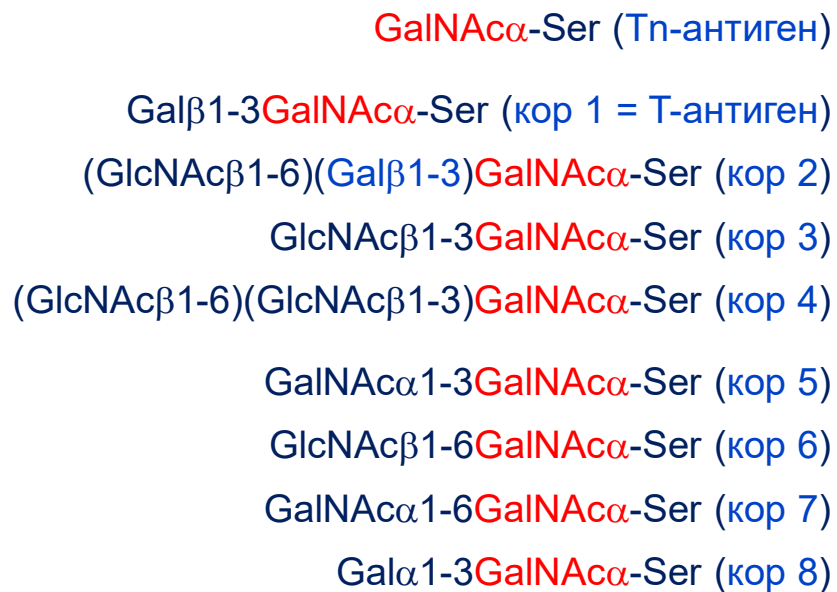 GalNAcα-Ser (Tn-антиген)
Galβ1-3GalNAcα-Ser (кор 1 = T-антиген)
(GlcNAcβ1-6)(Galβ1-3)GalNAcα-Ser (кор 2)
GlcNAcβ1-3GalNAcα-Ser (кор 3)
(GlcNAcβ1-6)(GlcNAcβ1-3)GalNAcα-Ser (кор 4)
GalNAcα1-3GalNAcα-Ser (кор 5)
GlcNAcβ1-6GalNAcα-Ser (кор 6)
GalNAcα1-6GalNAcα-Ser (кор 7)
Galα1-3GalNAcα-Ser (кор 8)